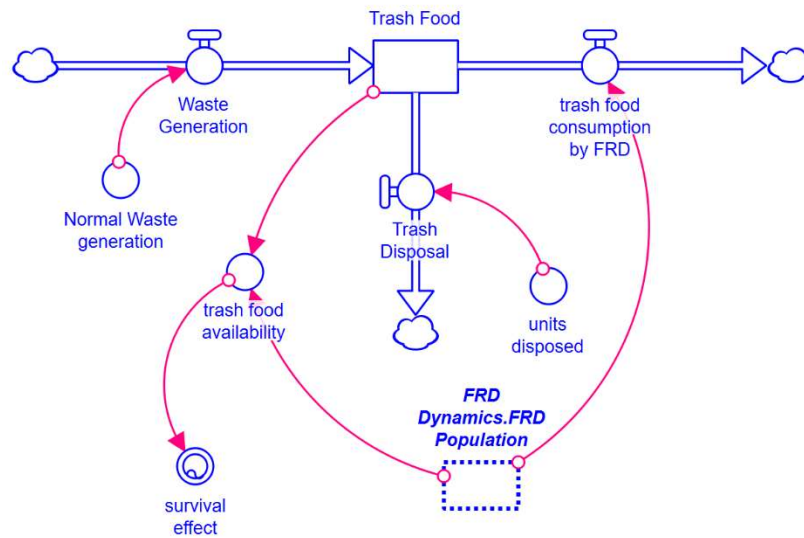 Trash Food
Waste
Generation
trash food
consumption
by FRD
Normal Waste
generation
Trash
Disposal
trash food
availability
units
disposed
FRD
Dynamics.FRD
Population
survival
effect